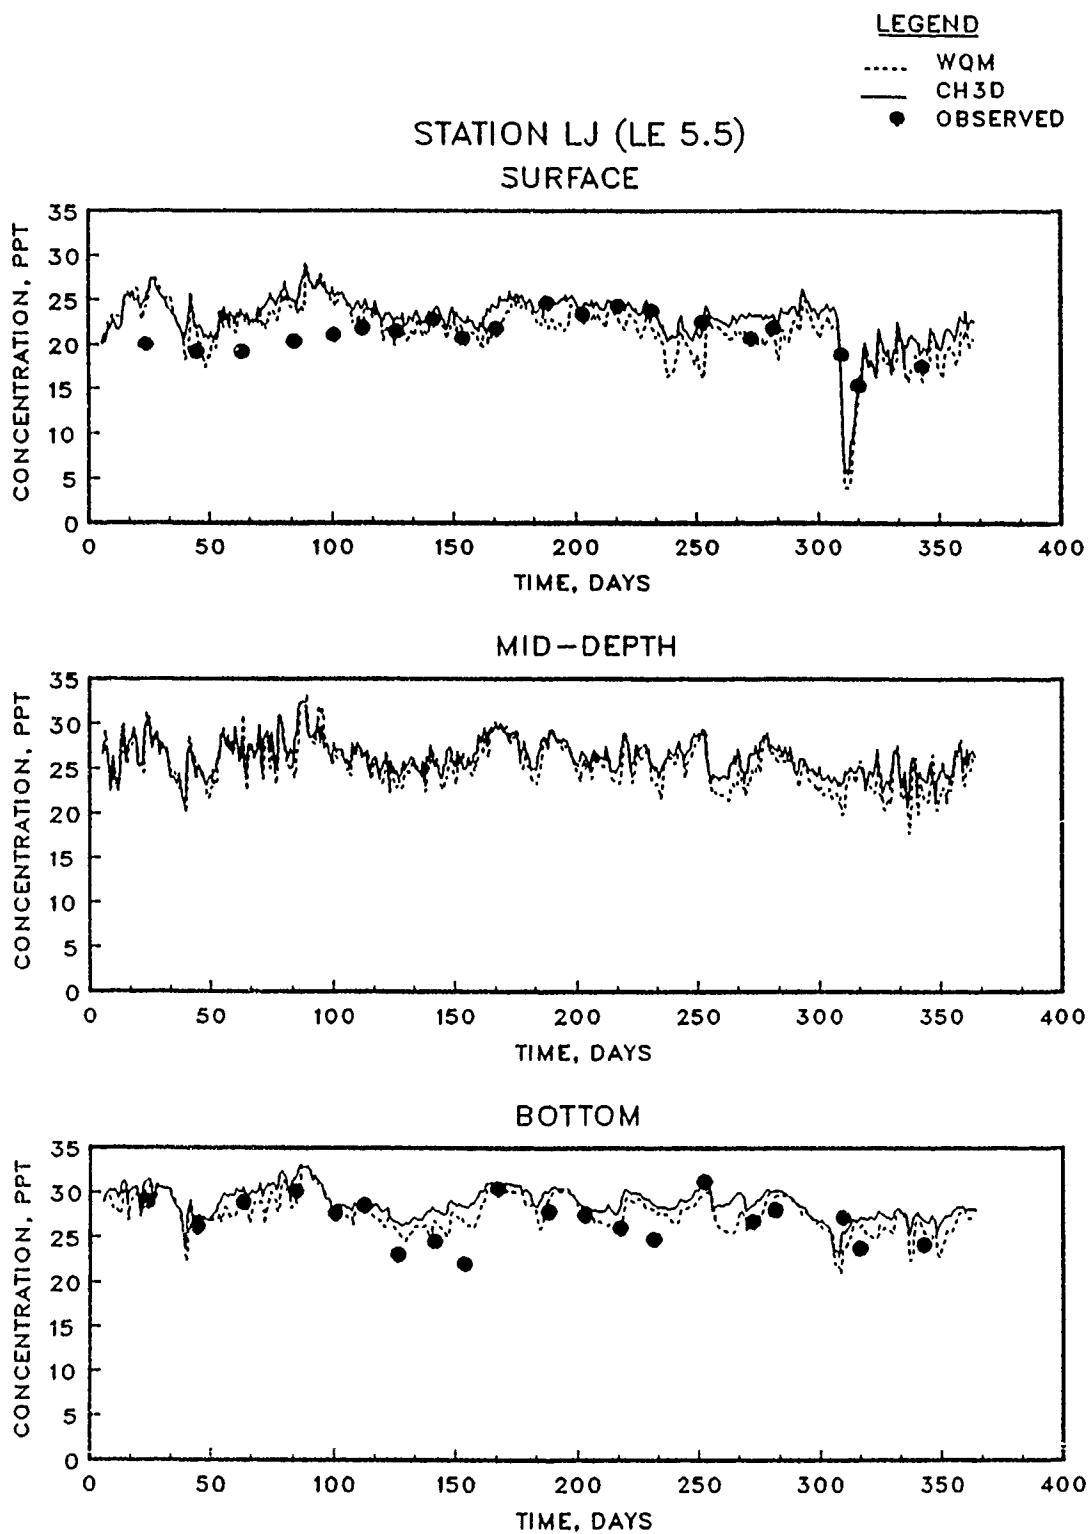 LEGEND
WQM
CH3D
OBSERVED
STATION LJ (LE 5.5)
SURFACE
CONCENTRATION, PPT
35
30
25
20
15
10
5
0
0 50 100 150 200 250 300 350 400
TIME, DAYS
MID-DEPTH
CONCENTRATION, PPT
35
30
25
20
15
10
5
0
0 50 100 150 200 250 300 350 400
TIME, DAYS
BOTTOM
CONCENTRATION, PPT
35
30
25
20
15
10
5
0
0 50 100 150 200 250 300 350 400
TIME, DAYS